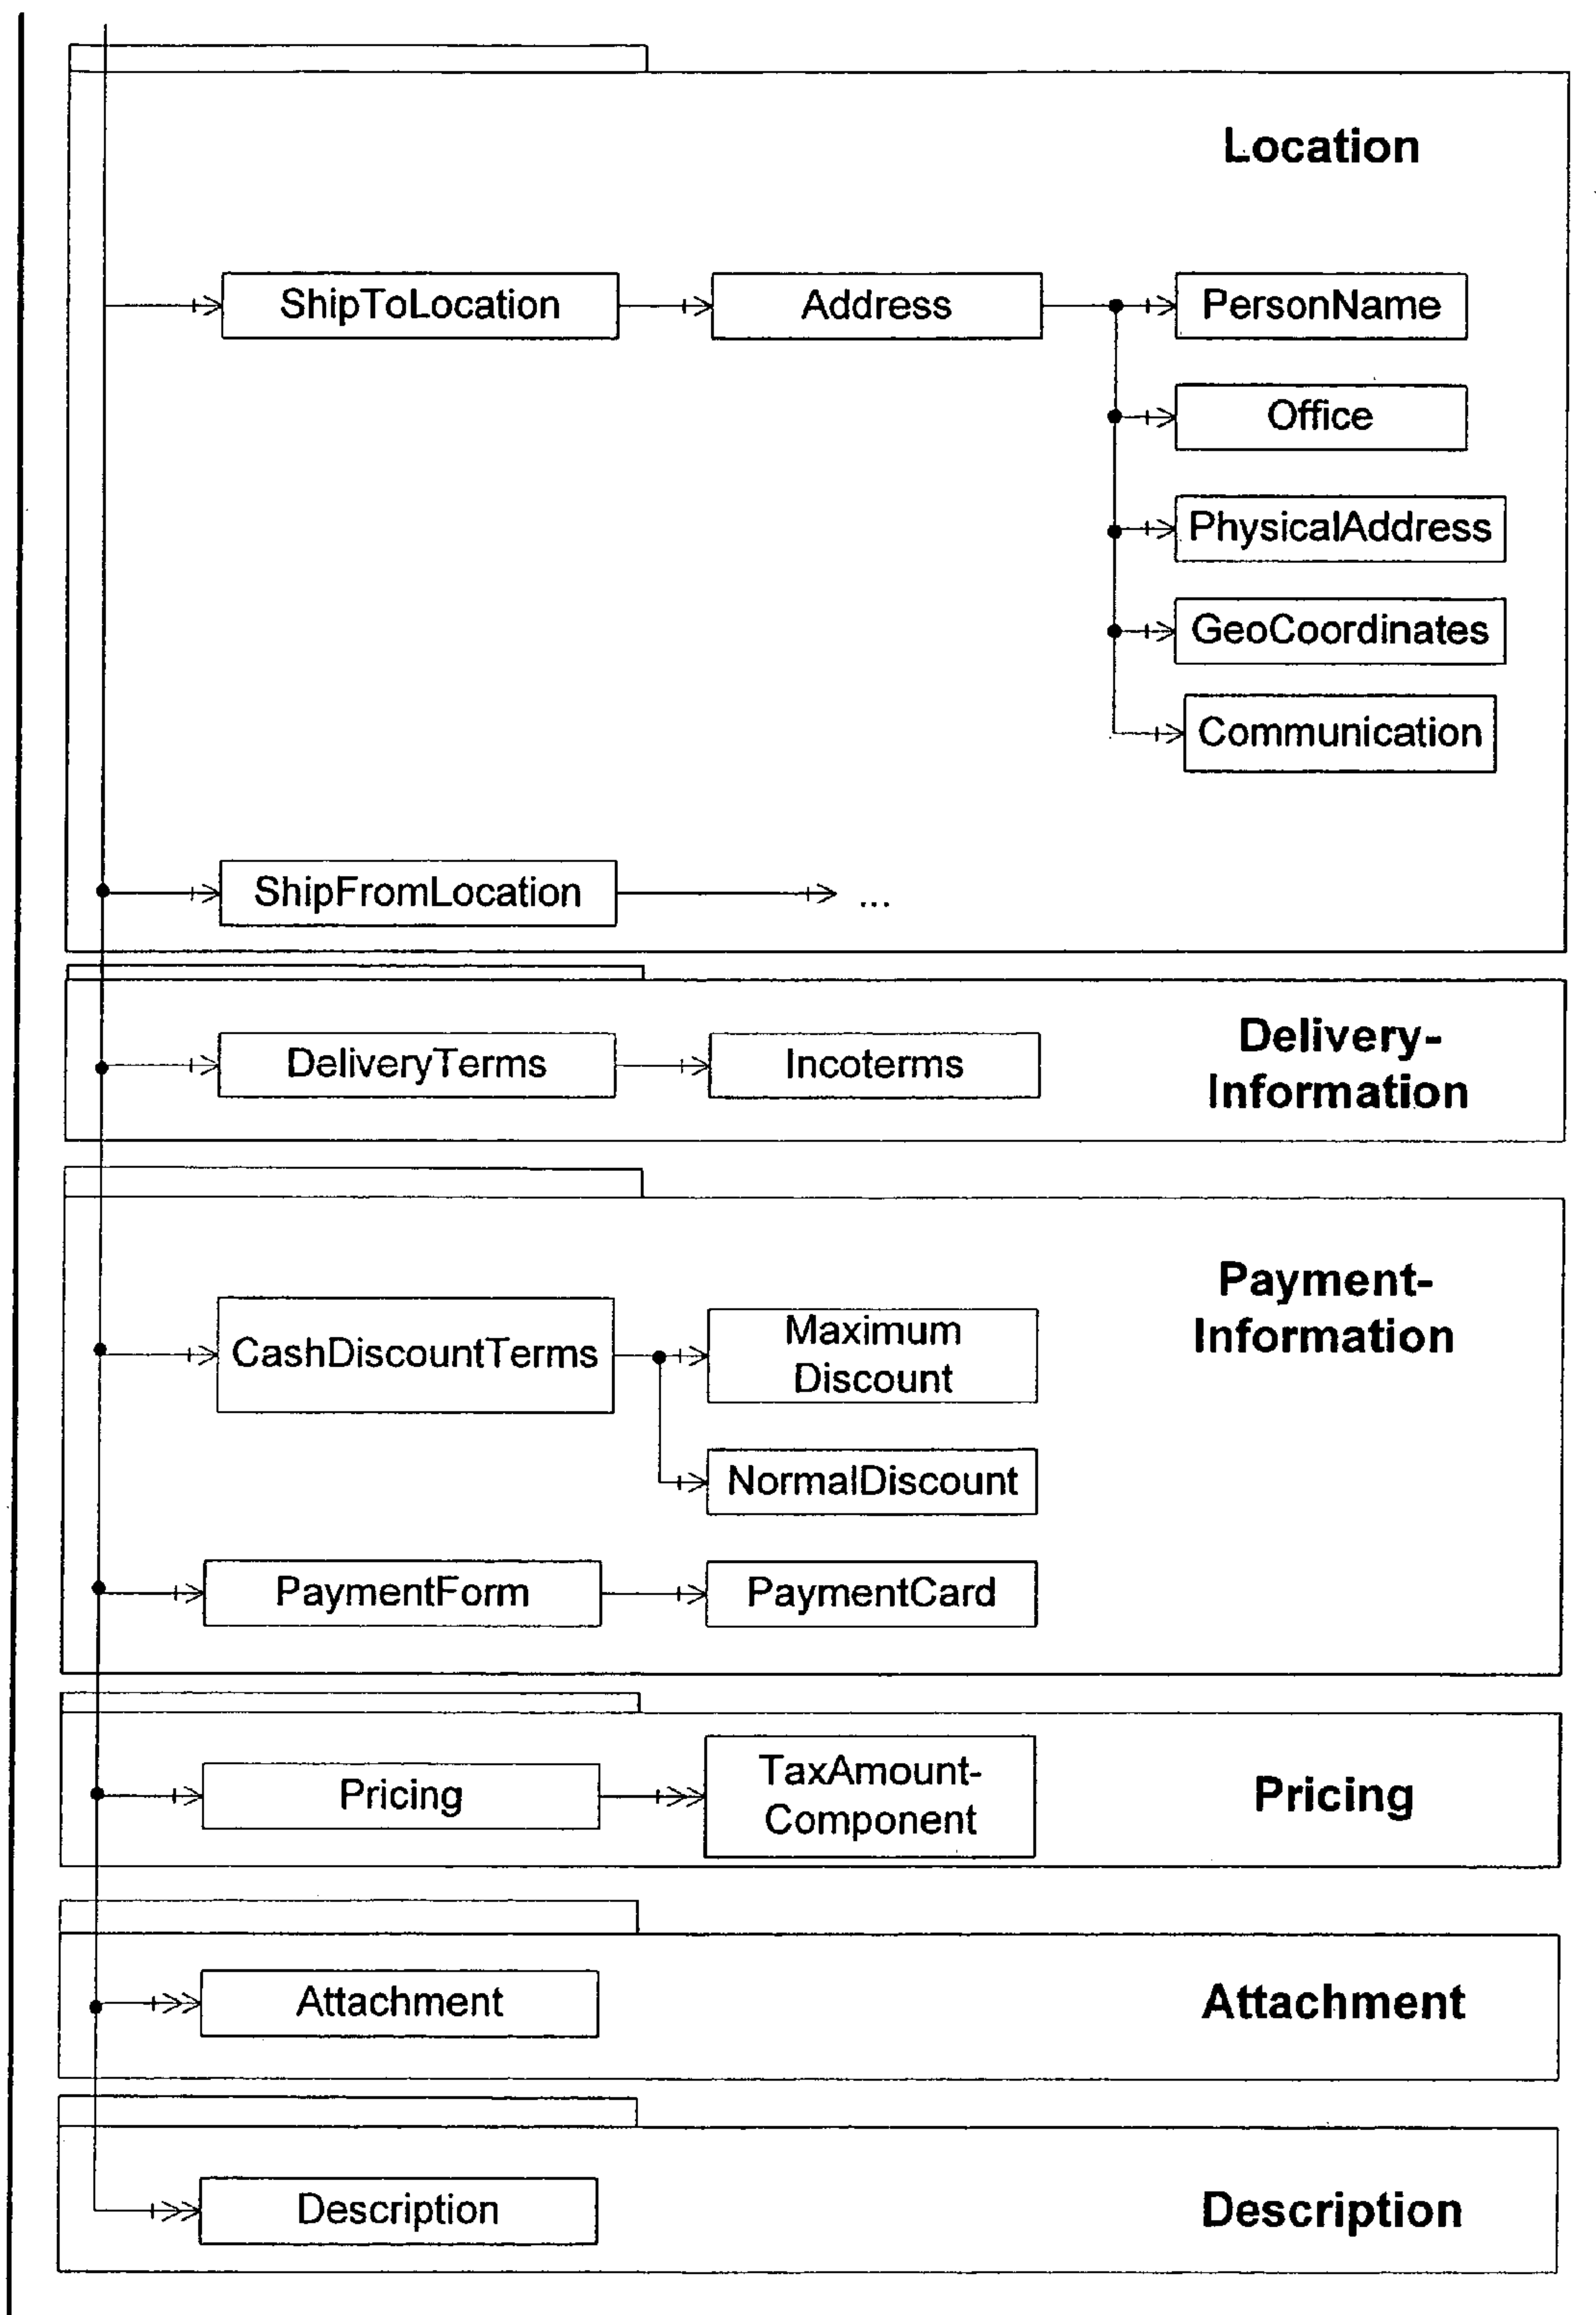 Location
ShipToLocation
Address
PersonName
Office
PhysicalAddress
GeoCoordinates
Communication
ShipFromLocation
...
Delivery-
Information
DeliveryTerms
Incoterms
Payment-
Information
CashDiscountTerms
Maximum
Discount
NormalDiscount
PaymentForm
PaymentCard
Pricing
TaxAmount-
Component
Pricing
Attachment
Attachment
Description
Description